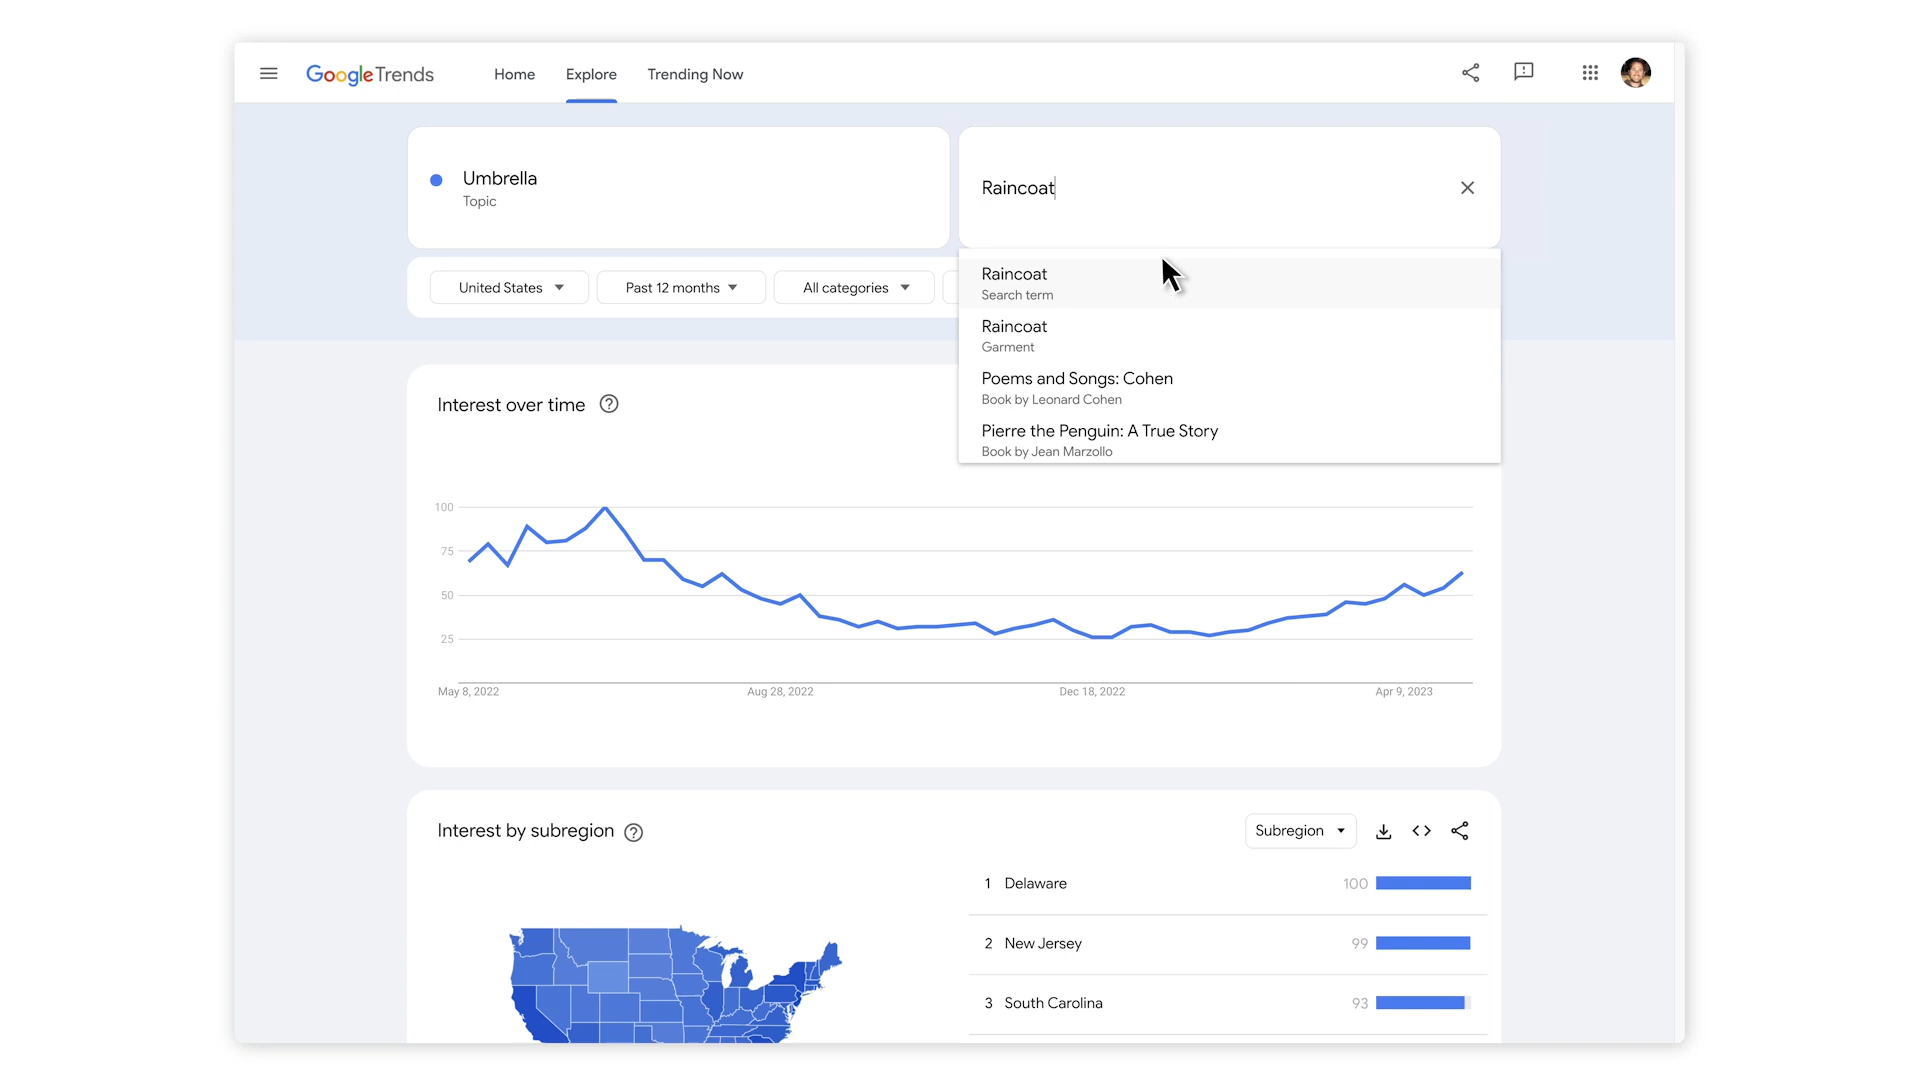 Google Trends
Home
Explore
Trending Now
Umbrella
Topic
Raincoat
United States
Past 12 months
All categories
Raincoat
Search term
Raincoat
Garment
Poems and Songs: Cohen
Book by Leonard Cohen
Pierre the Penguin: A True Story
Book by Jean Marzollo
Interest over time
100
75
50
25
May 8, 2022
Aug 28, 2022
Dec 18, 2022
Apr 9, 2023
Interest by subregion
Subregion
1 Delaware 100
2 New Jersey 99
3 South Carolina 93